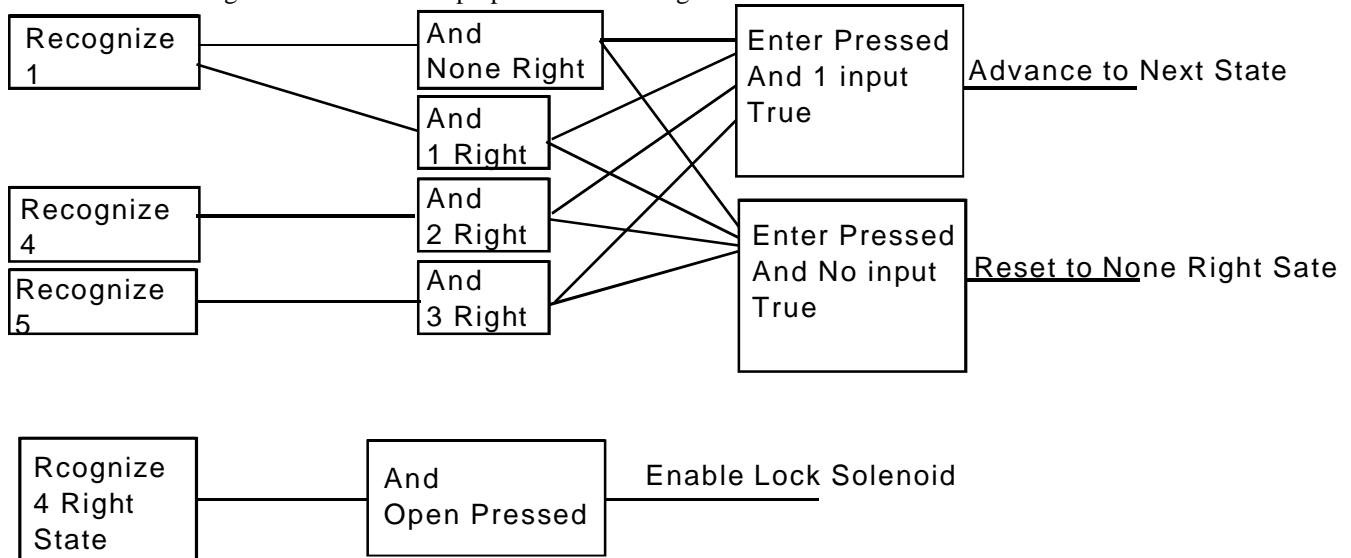 Recognize
1
And
None Right
Enter Pressed
And 1 input
True
Advance to Next State
And
1 Right
Recognize
4
And
2 Right
Enter Pressed
And No input
True
Reset to None Right Sate
Recognize
5
And
3 Right
Rcognize
4 Right
State
And
Open Pressed
Enable Lock Solenoid